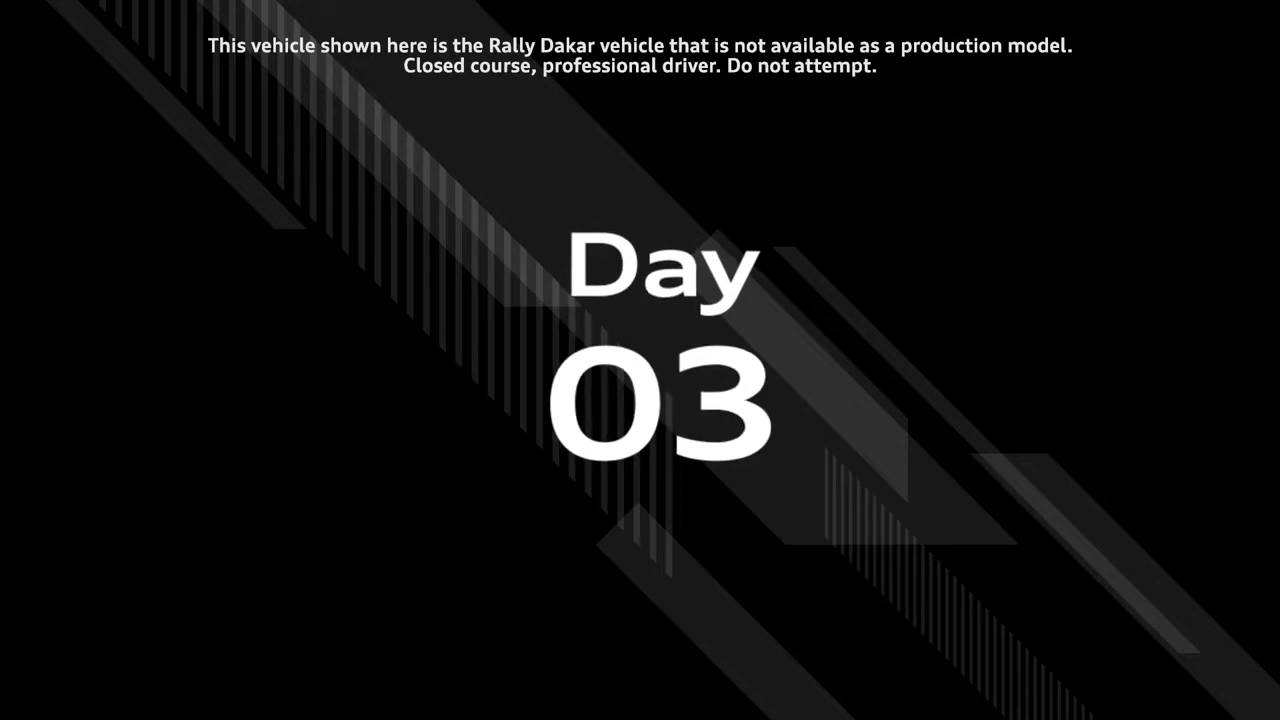 This vehicle shown here is the Rally Dakar vehicle that is not available as a production model.
Closed course, professional driver. Do not attempt.
Day
03